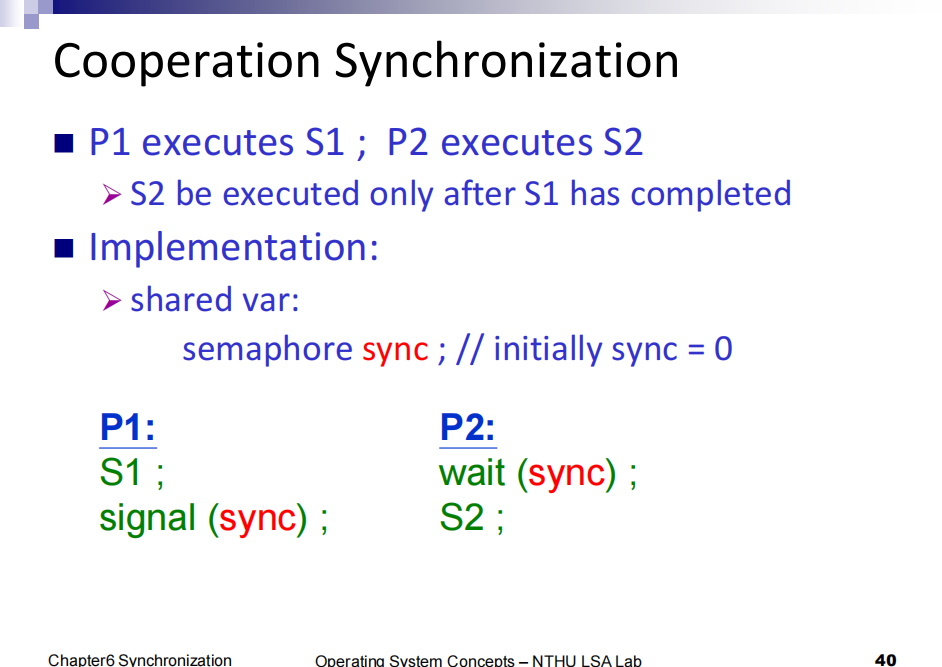 Cooperation Synchronization
P1 executes S1 ; P2 executes S2
S2 be executed only after S1 has completed
Implementation:
shared var:
semaphore sync ; // initially sync = 0
P1:
S1 ;
signal (sync) ;
P2:
wait (sync) ;
S2 ;
Chapter6 Synchronization
Operating System Concepts – NTHU LSA Lab
40